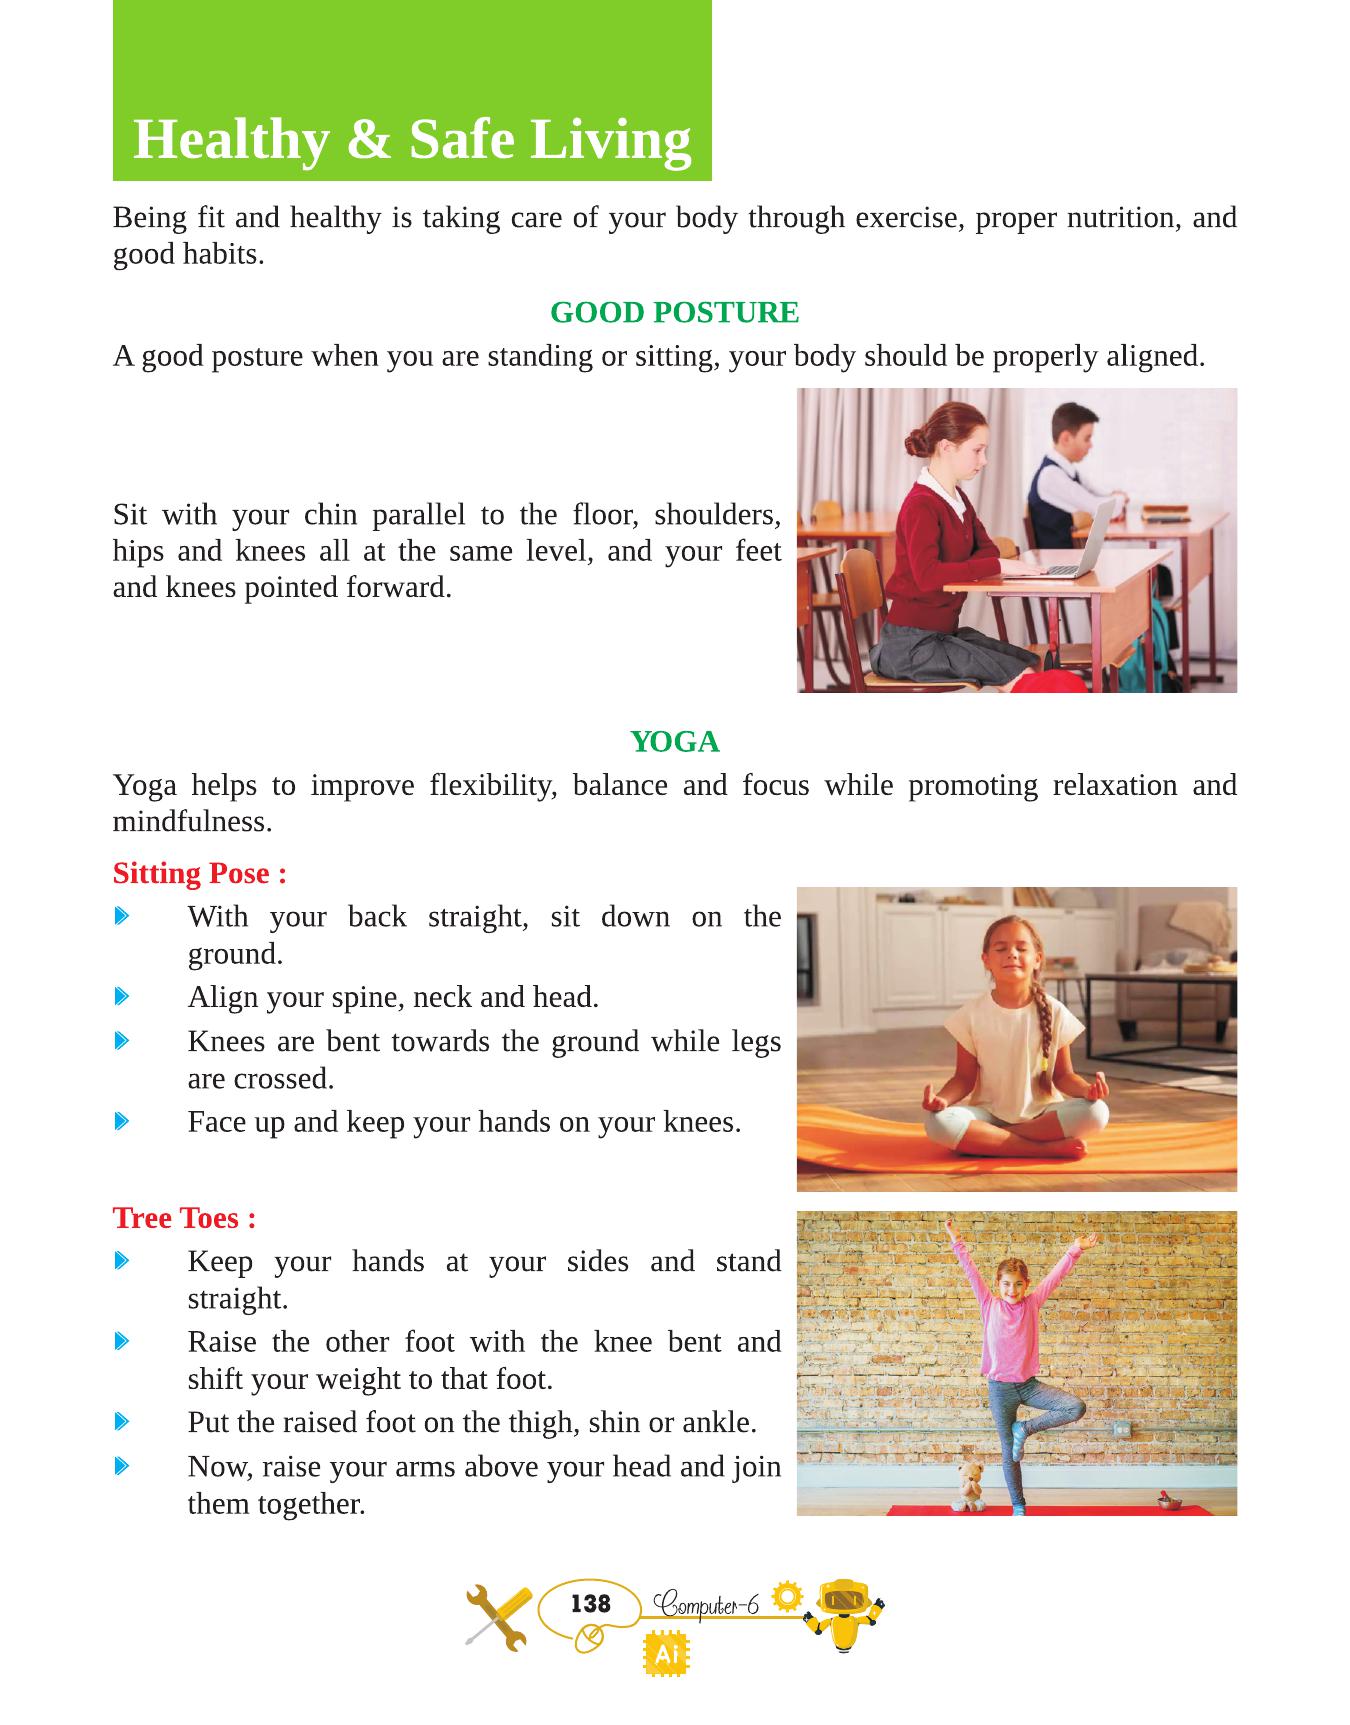 Healthy & Safe Living
Being fit and healthy is taking care of your body through exercise, proper nutrition, and
good habits.
GOOD POSTURE
A good posture when you are standing or sitting, your body should be properly aligned.
Sit with your chin parallel to the floor, shoulders,
hips and knees all at the same level, and your feet
and knees pointed forward.
YOGA
Yoga helps to improve flexibility, balance and focus while promoting relaxation and
mindfulness.
Sitting Pose :
With your back straight, sit down on the
ground.
Align your spine, neck and head.
Knees are bent towards the ground while legs
are crossed.
Face up and keep your hands on your knees.
Tree Toes :
Keep your hands at your sides and stand
straight.
Raise the other foot with the knee bent and
shift your weight to that foot.
Put the raised foot on the thigh, shin or ankle.
Now, raise your arms above your head and join
them together.
138
Computer-6
Ai